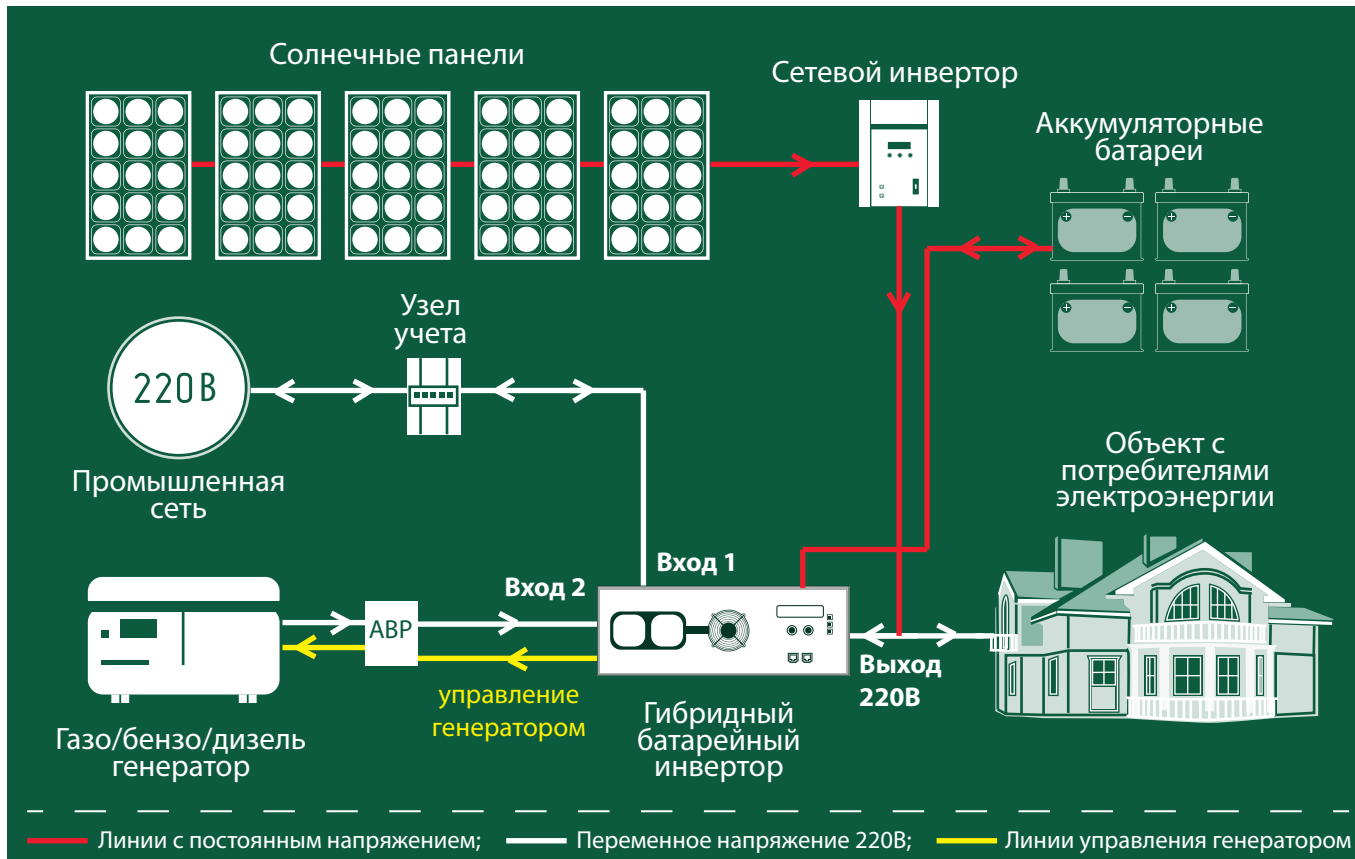 Солнечные панели
Сетевой инвертор
Аккумуляторные
батареи
Узел
учета
220В
Промышленная
сеть
Объект с
потребителями
электроэнергии
Вход 1
Вход 2
АВР
Выход
220В
управление
генератором
Газо/бензо/дизель
генератор
Гибридный
батарейный
инвертор
Линии с постоянным напряжением;
Переменное напряжение 220В;
Линии управления генератором